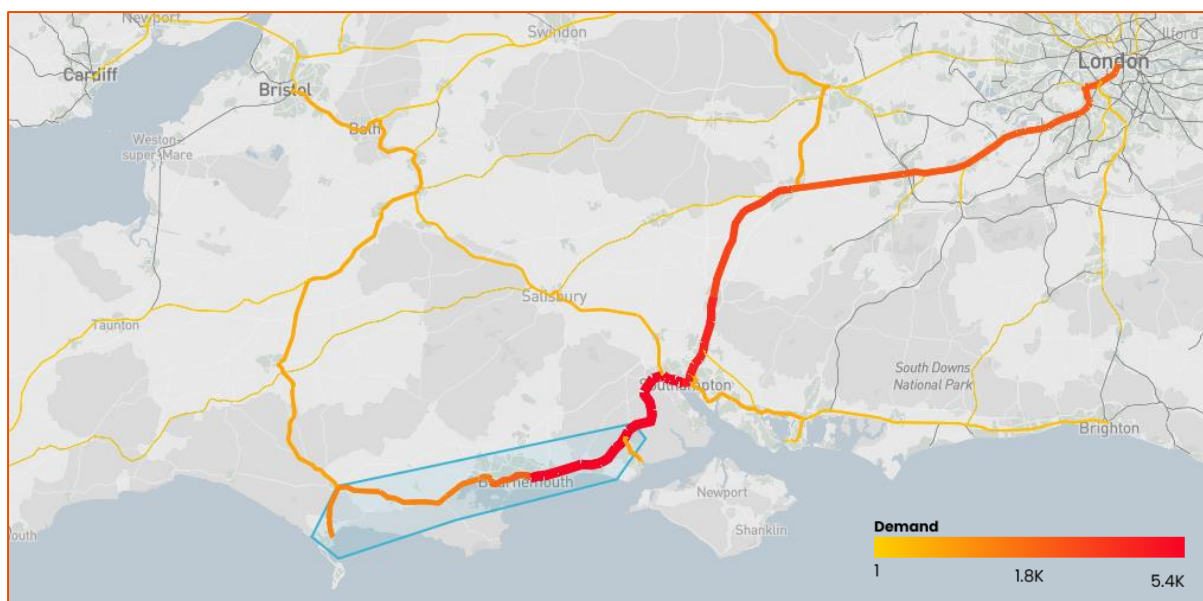 Newport
Swindon
Ilford
London
Cardiff
Bristol
Bath
Weston-
super-Mare
Salisbury
Taunton
South Downs
National Park
Southampton
Brighton
Bournemouth
Newport
Shanklin
Demand
1
1.8K
5.4K